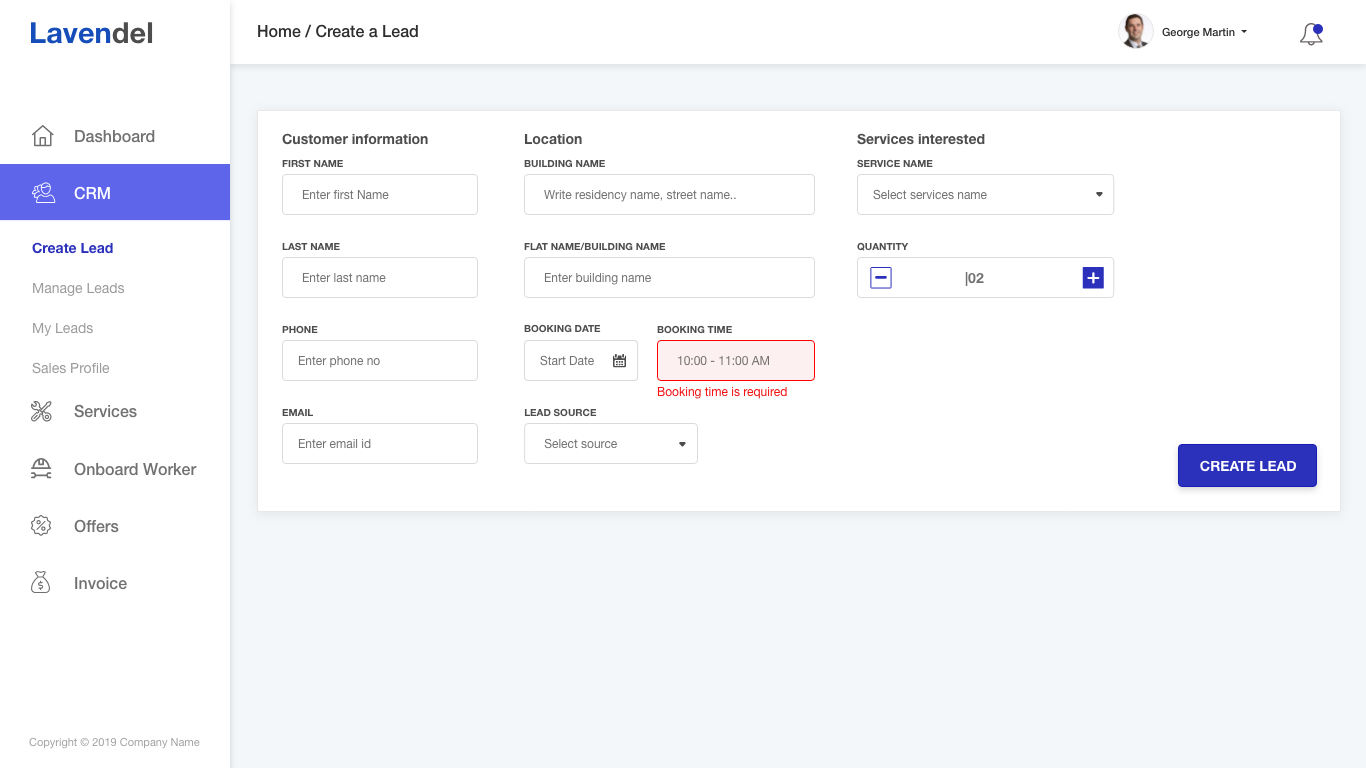 Lavendel
Home / Create a Lead
George Martin
Dashboard
CRM
Create Lead
Manage Leads
My Leads
Sales Profile
Services
Onboard Worker
Offers
Invoice
Copyright © 2019 Company Name
Customer information
FIRST NAME
Enter first Name
LAST NAME
Enter last name
PHONE
Enter phone no
EMAIL
Enter email id
Location
BUILDING NAME
Write residency name, street name..
FLAT NAME/BUILDING NAME
Enter building name
BOOKING DATE
Start Date
BOOKING TIME
10:00 - 11:00 AM
Booking time is required
LEAD SOURCE
Select source
Services interested
SERVICE NAME
Select services name
QUANTITY
|02
CREATE LEAD